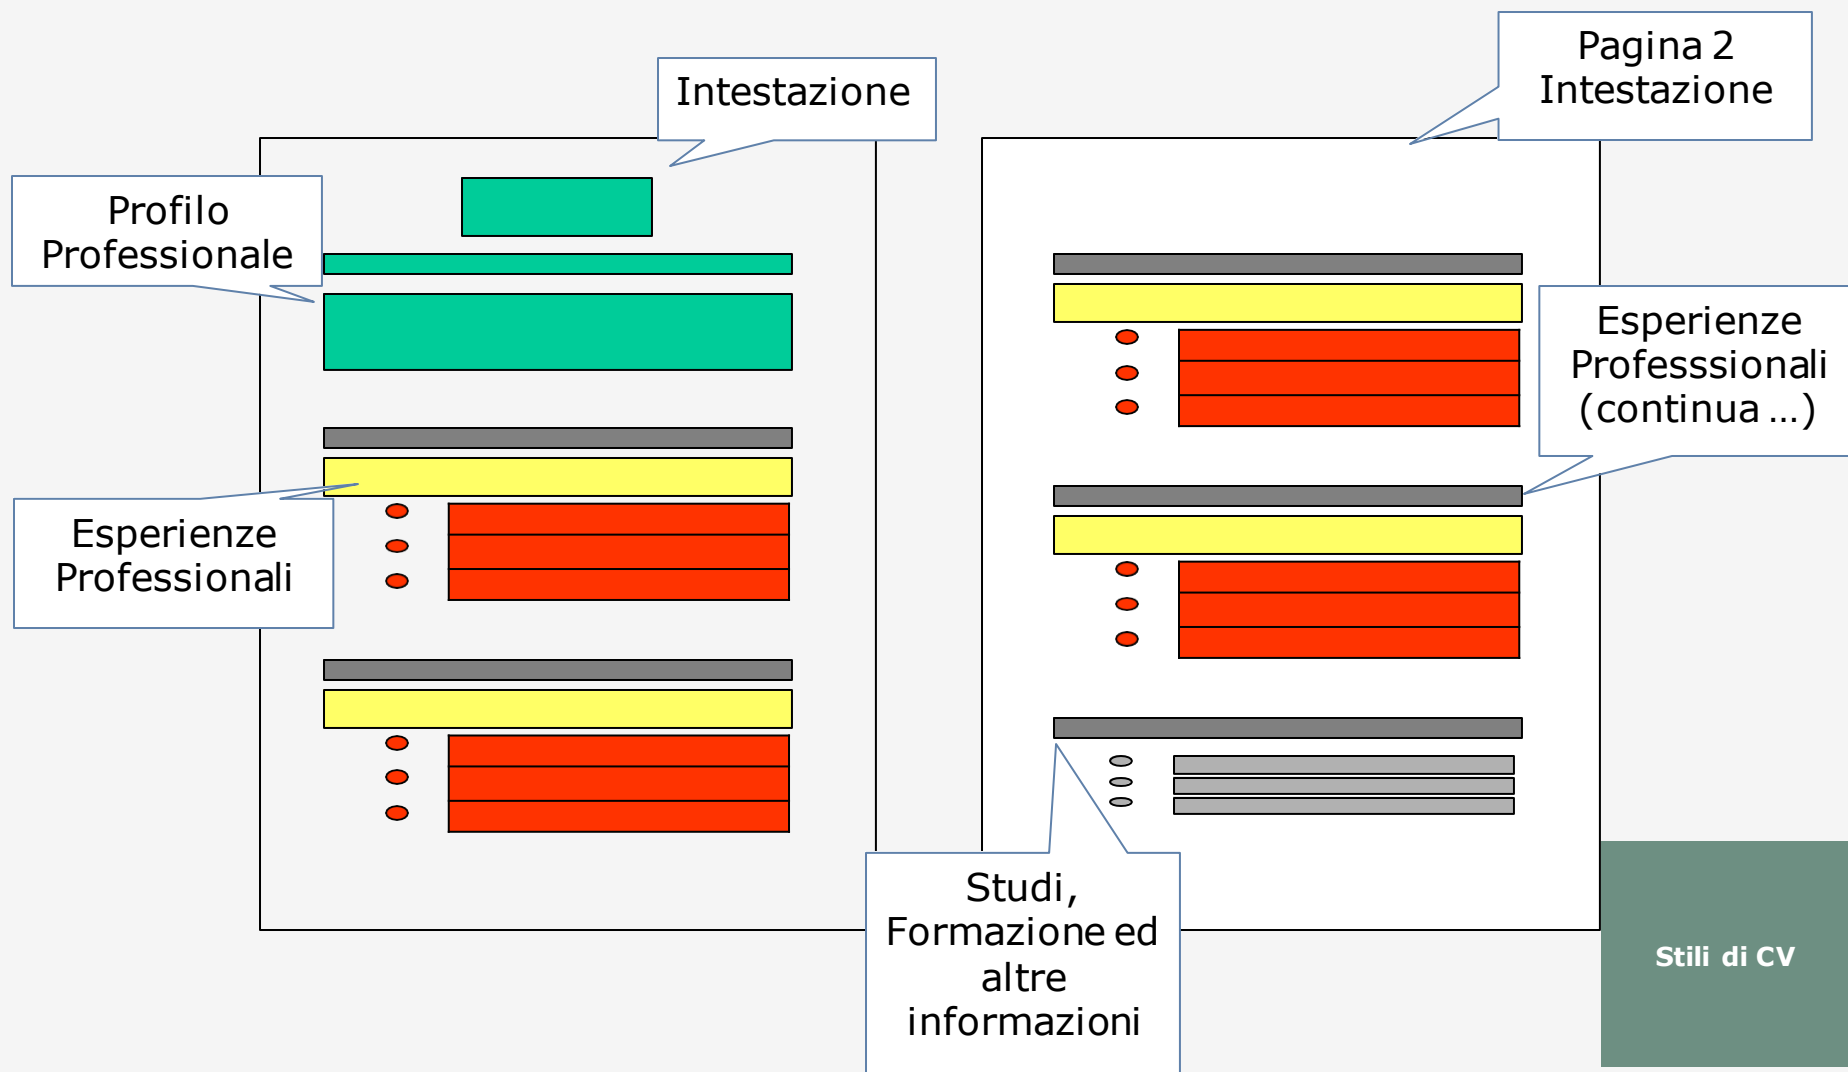 Intestazione
Pagina 2
Intestazione
Profilo
Professionale
Esperienze
Professsionali
(continua ...)
Esperienze
Professionali
Studi,
Formazione ed
altre
informazioni
Stili di CV